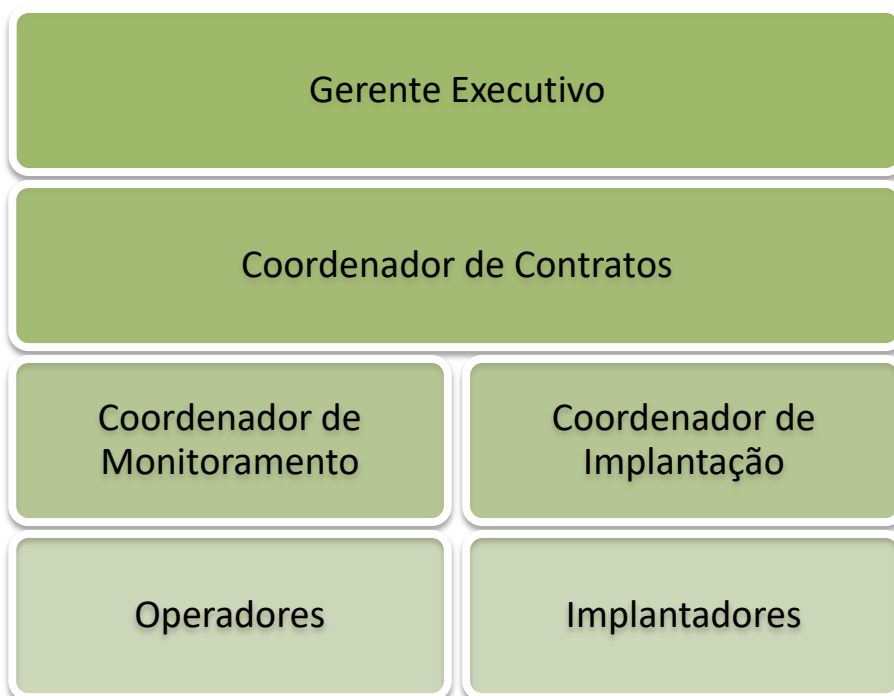 Gerente Executivo
Coordenador de Contratos
Coordenador de
Monitoramento
Coordenador de
Implantação
Operadores
Implantadores